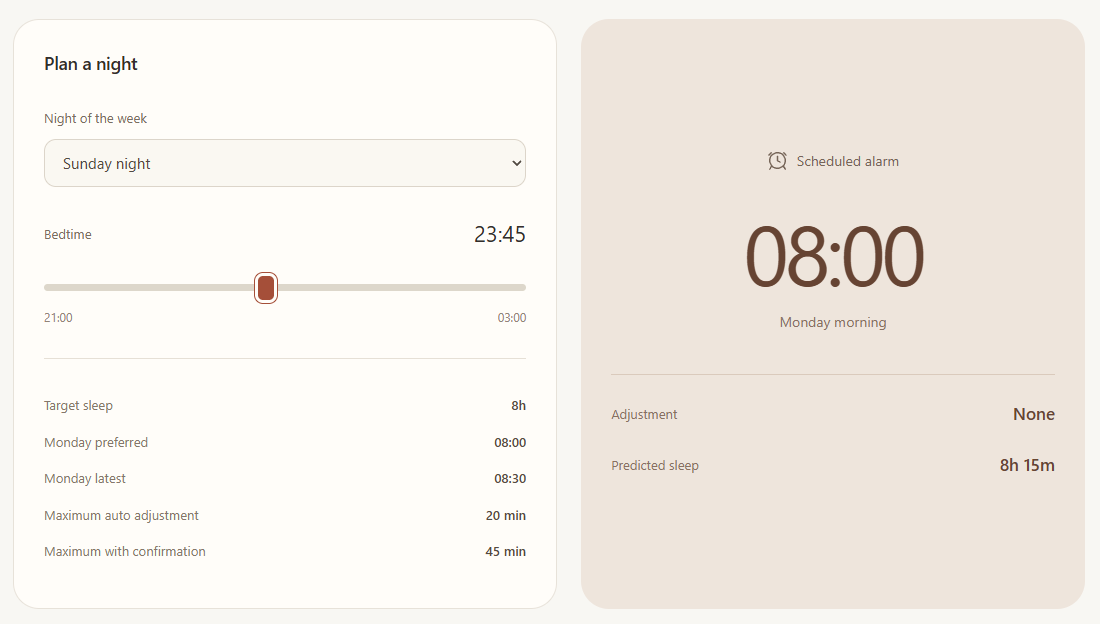 Plan a night
Night of the week
Sunday night
Bedtime 23:45
21:00 03:00
Target sleep 8h
Monday preferred 08:00
Monday latest 08:30
Maximum auto adjustment 20 min
Maximum with confirmation 45 min
Scheduled alarm
08:00
Monday morning
Adjustment None
Predicted sleep 8h 15m